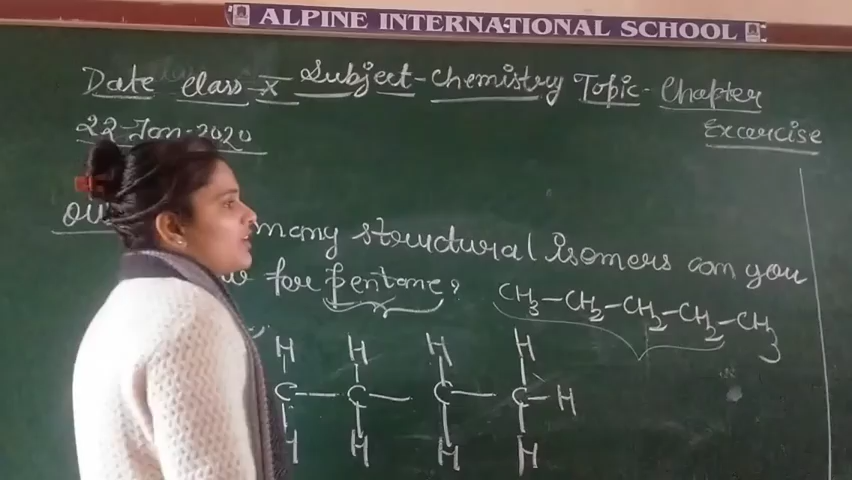 ALPINE INTERNATIONAL SCHOOL
Date Class - X Subject - Chemistry Topic - Chapter
22-Jan-2020 Excercise
many structural isomers can you
for pentane?
CH3-CH2-CH2-CH2-CH3
H H H H
C-C-C-C-H
H H H H